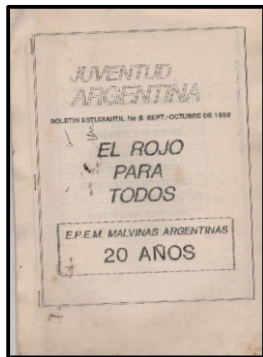 JUVENTUD
ARGENTINA
BOLETIN ESTUDIANTIL No 8. SEPT.-OCTUBRE DE 1992
EL ROJO
PARA
TODOS
E.P.E.M. MALVINAS ARGENTINAS
20 AÑOS